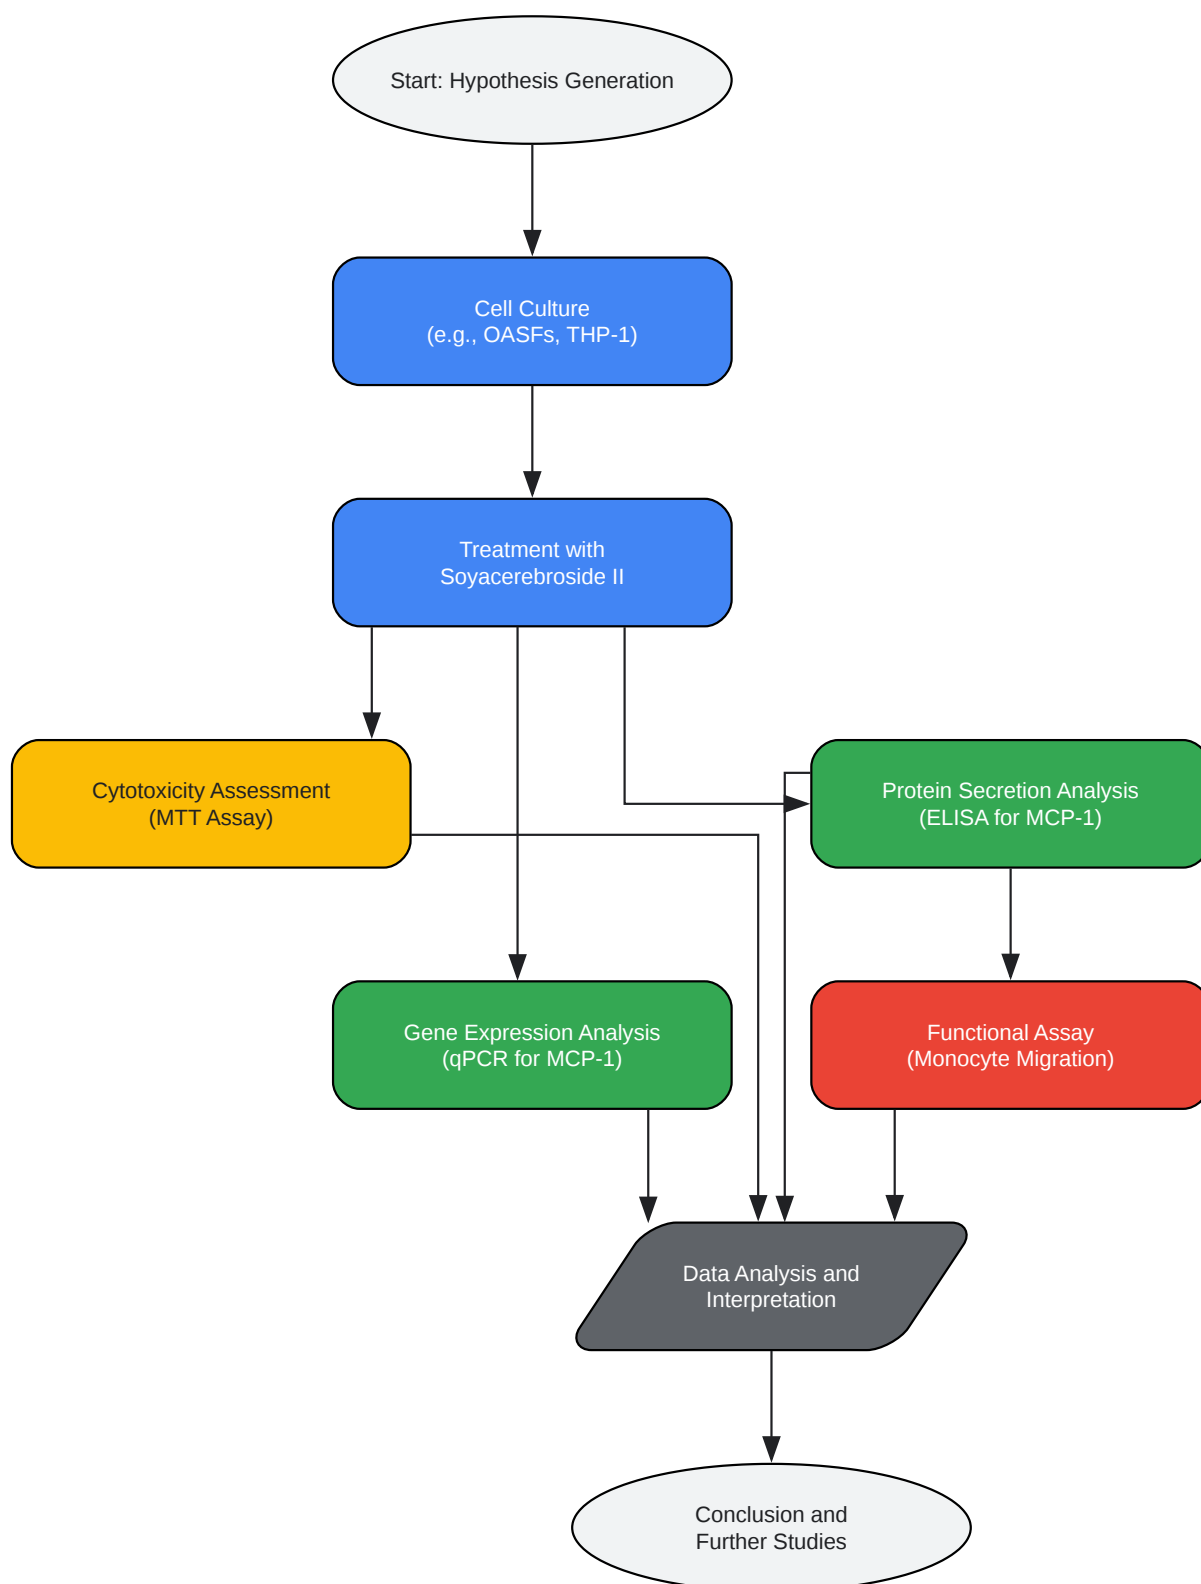 Start: Hypothesis Generation
Cell Culture
(e.g., OASFs, THP-1)
Treatment with
Soyacerebroside II
Cytotoxicity Assessment
(MTT Assay)
Protein Secretion Analysis
(ELISA for MCP-1)
Gene Expression Analysis
(qPCR for MCP-1)
Functional Assay
(Monocyte Migration)
Data Analysis and
Interpretation
Conclusion and
Further Studies